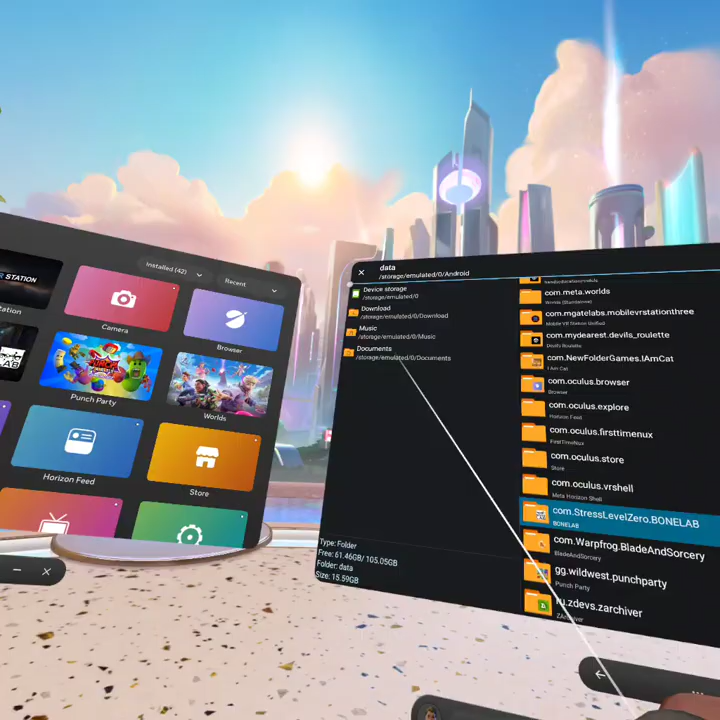 R STATION
Station
LAB
Installed (42)
Recent
Camera
Browser
Punch Party
Worlds
Horizon Feed
Store
data
/storage/emulated/0/Android
Device storage
/storage/emulated/0
Download
/storage/emulated/0/Download
Music
/storage/emulated/0/Music
Documents
/storage/emulated/0/Documents
Type: Folder
Free: 61.46GB/ 105.05GB
Folder: data
Size: 15.59GB
com.meta.worlds
Worlds (Standalone)
com.mgatelabs.mobilevrstationthree
Mobile VR Station Unified
com.mydearest.devils_roulette
Devils Roulette
com.NewFolderGames.IAmCat
I Am Cat
com.oculus.browser
Browser
com.oculus.explore
Horizon Feed
com.oculus.firsttimenux
FirstTimeNux
com.oculus.store
Store
com.oculus.vrshell
Meta Horizon Shell
com.StressLevelZero.BONELAB
BONELAB
com.Warpfrog.BladeAndSorcery
BladeAndSorcery
gg.wildwest.punchparty
Punch Party
ru.zdevs.zarchiver
ZArchiver